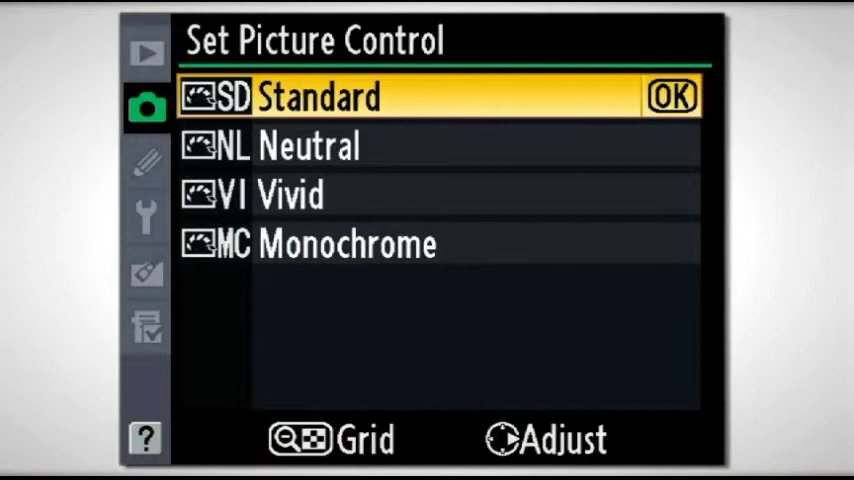 Set Picture Control
SD Standard OK
NL Neutral
VI Vivid
MC Monochrome
? Grid Adjust